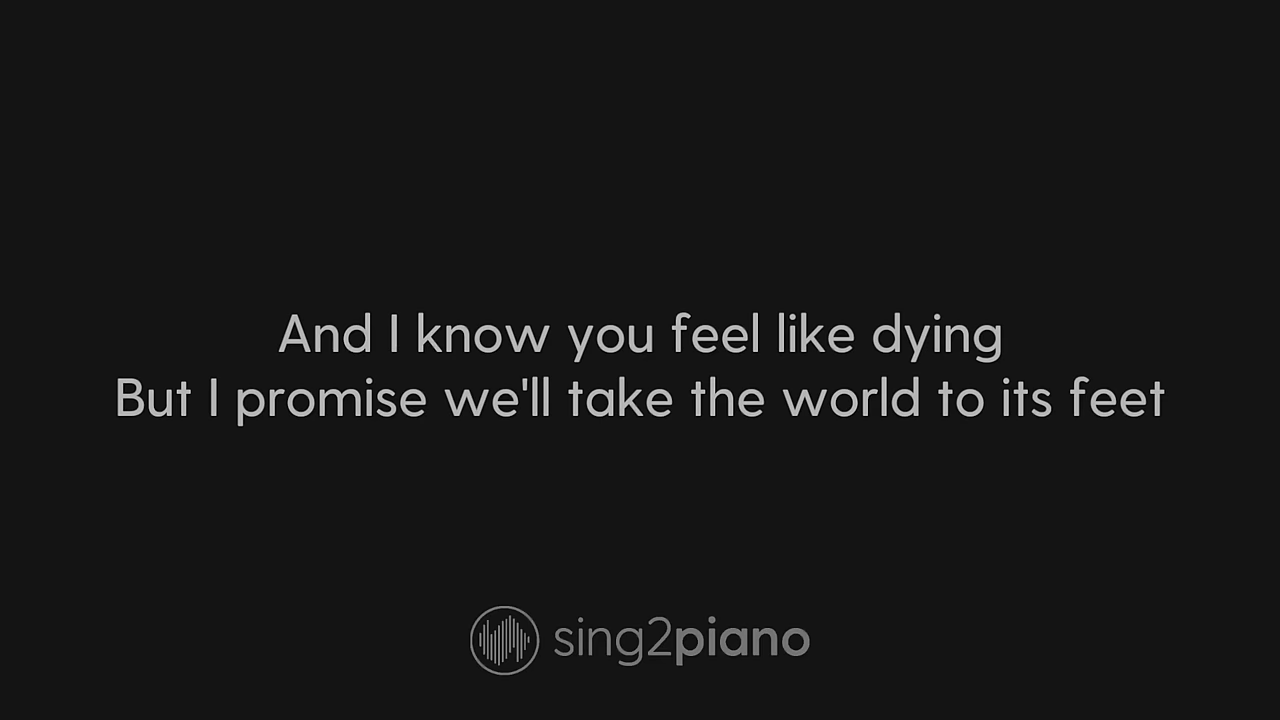 And I know you feel like dying
But I promise we'll take the world to its feet
sing2piano